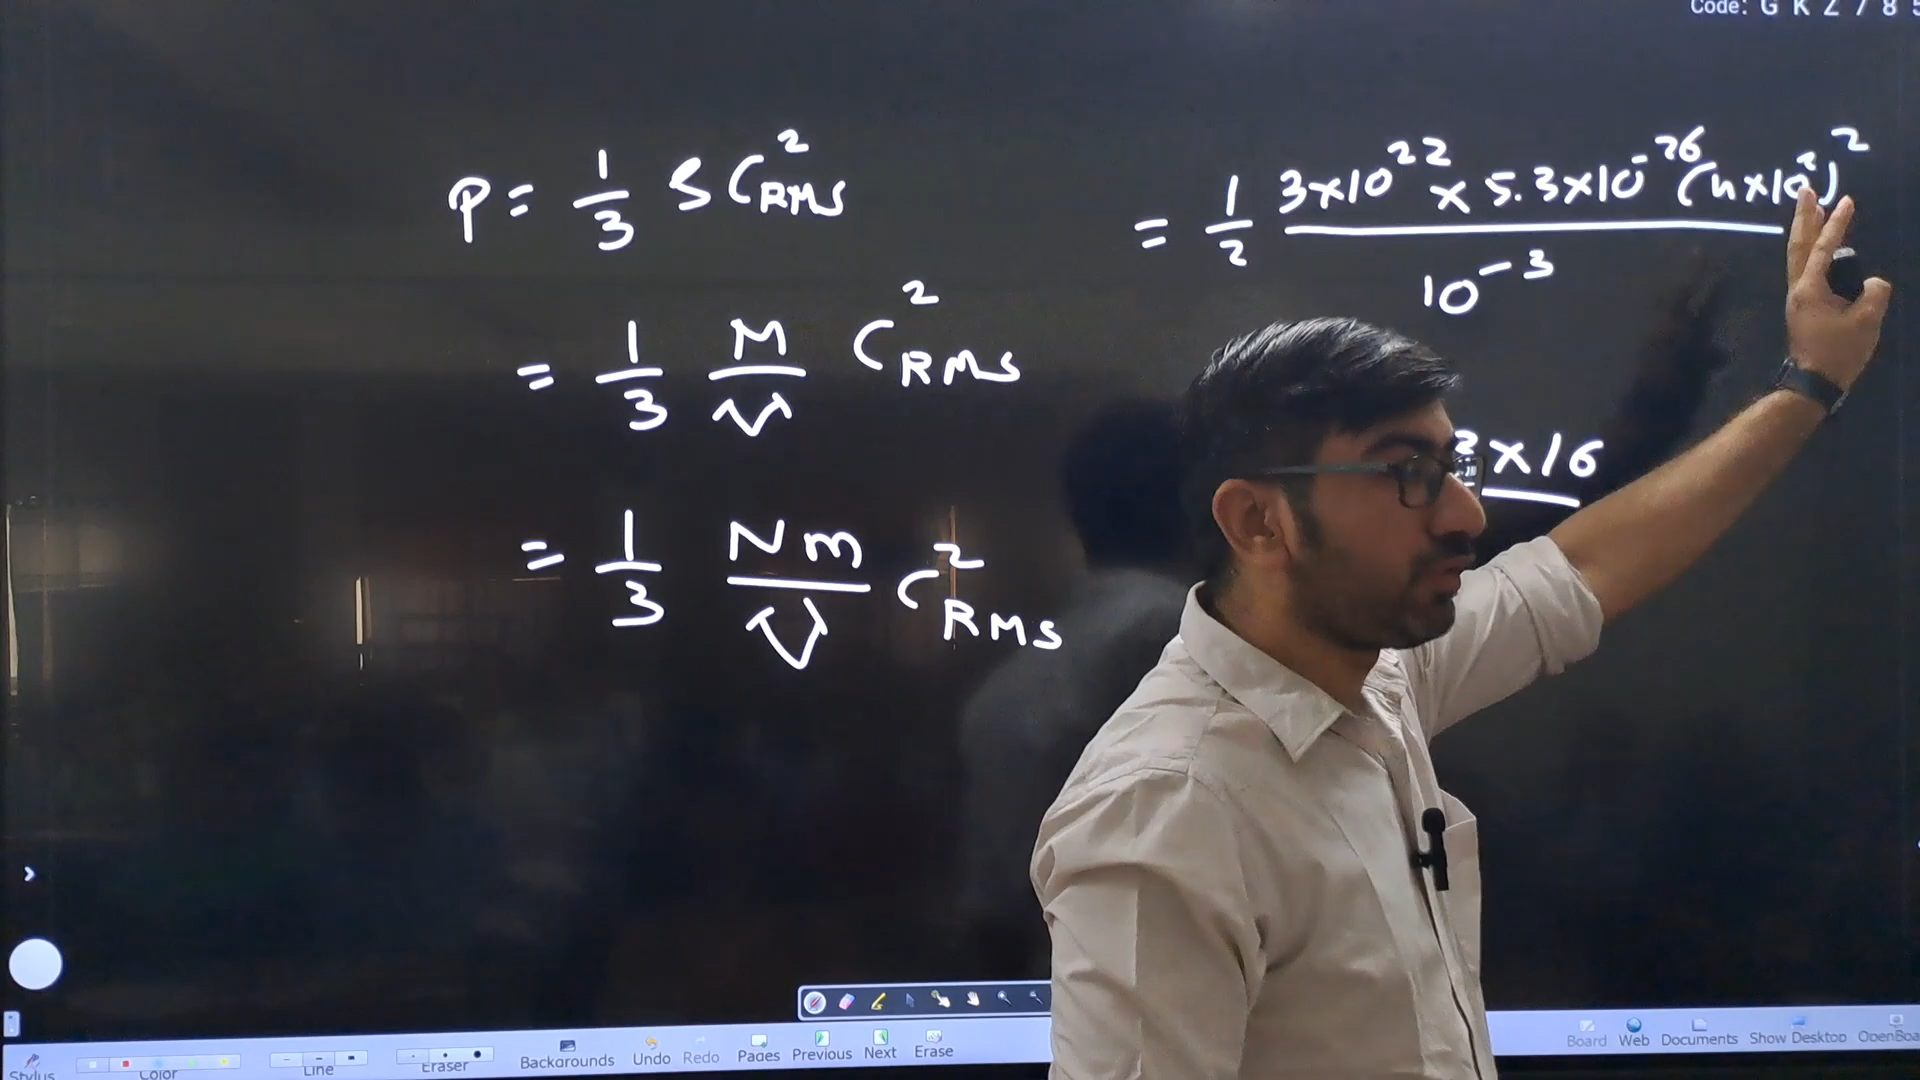 Code: G K Z 7 8 5
P = 1/3 ρ C²RMS
= 1/3 M/V C²RMS
= 1/3 Nm/V C²RMS
= 1/2 3×10²² × 5.3×10⁻²⁶ (4×10²)² / 10⁻³
× 16
Stylus Color Line Eraser Backgrounds Undo Redo Pages Previous Next Erase Board Web Documents Show Desktop OpenBoa